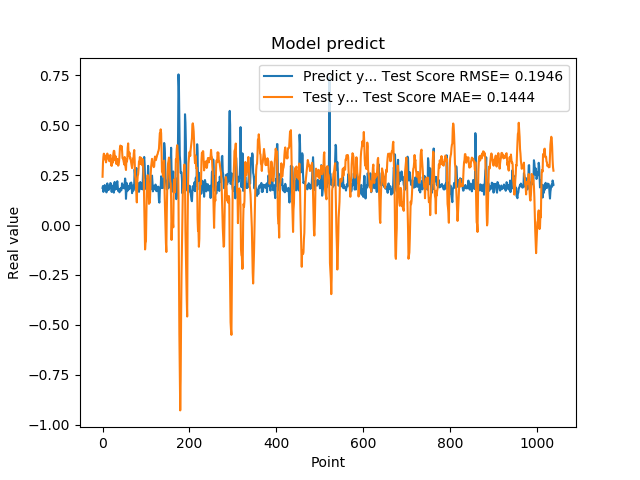 Model predict
Predict y... Test Score RMSE= 0.1946
Test y... Test Score MAE= 0.1444
0.75
0.50
0.25
0.00
−0.25
−0.50
−0.75
−1.00
Real value
0 200 400 600 800 1000
Point